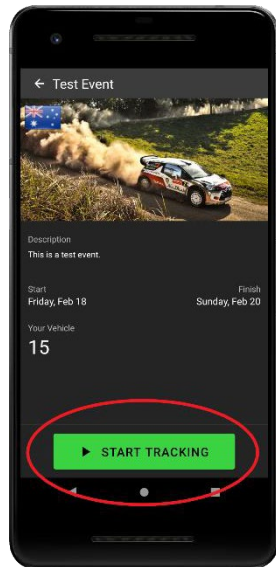 ← Test Event
Description
This is a test event.
Start
Finish
Friday, Feb 18
Sunday, Feb 20
Your Vehicle
15
START TRACKING